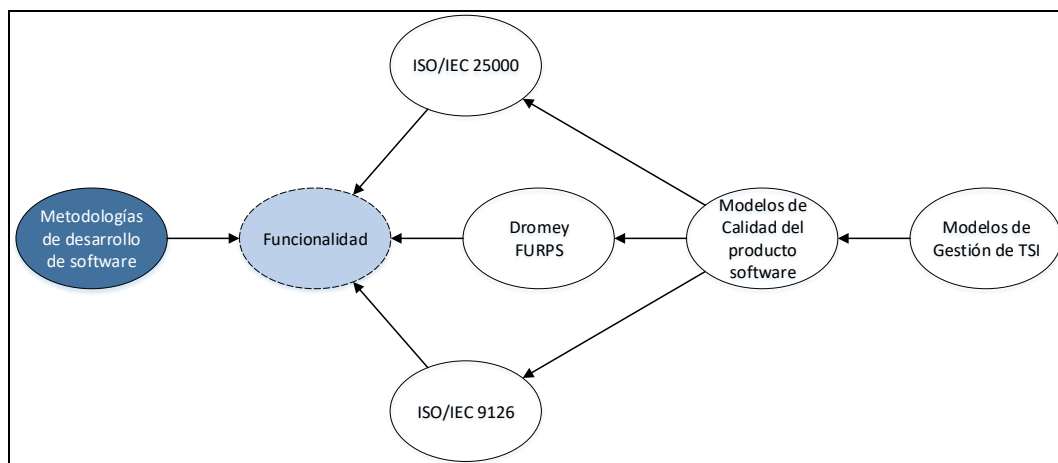 ISO/IEC 25000
Metodologías
de desarrollo
de software
Funcionalidad
Dromey
FURPS
Modelos de
Calidad del
producto
software
Modelos de
Gestión de TSI
ISO/IEC 9126